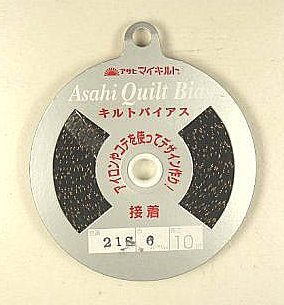 アサヒマイキルト
Asahi Quilt Bias
キルトバイアス
アイロンやコテを使ってデザイン作り!
接着
218 6 10